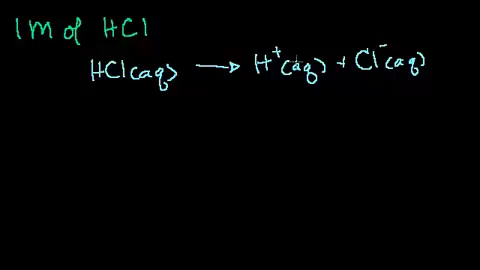 1M of HCl
HCl(aq) ⟶ H⁺(aq) + Cl⁻(aq)